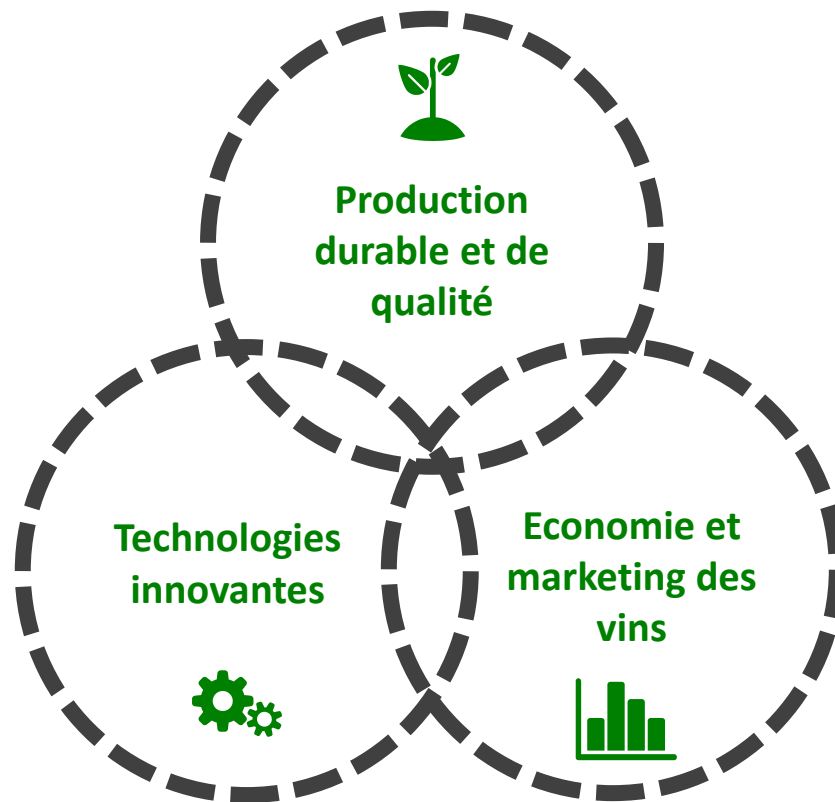 Production
durable et de
qualité
Technologies
innovantes
Economie et
marketing des
vins